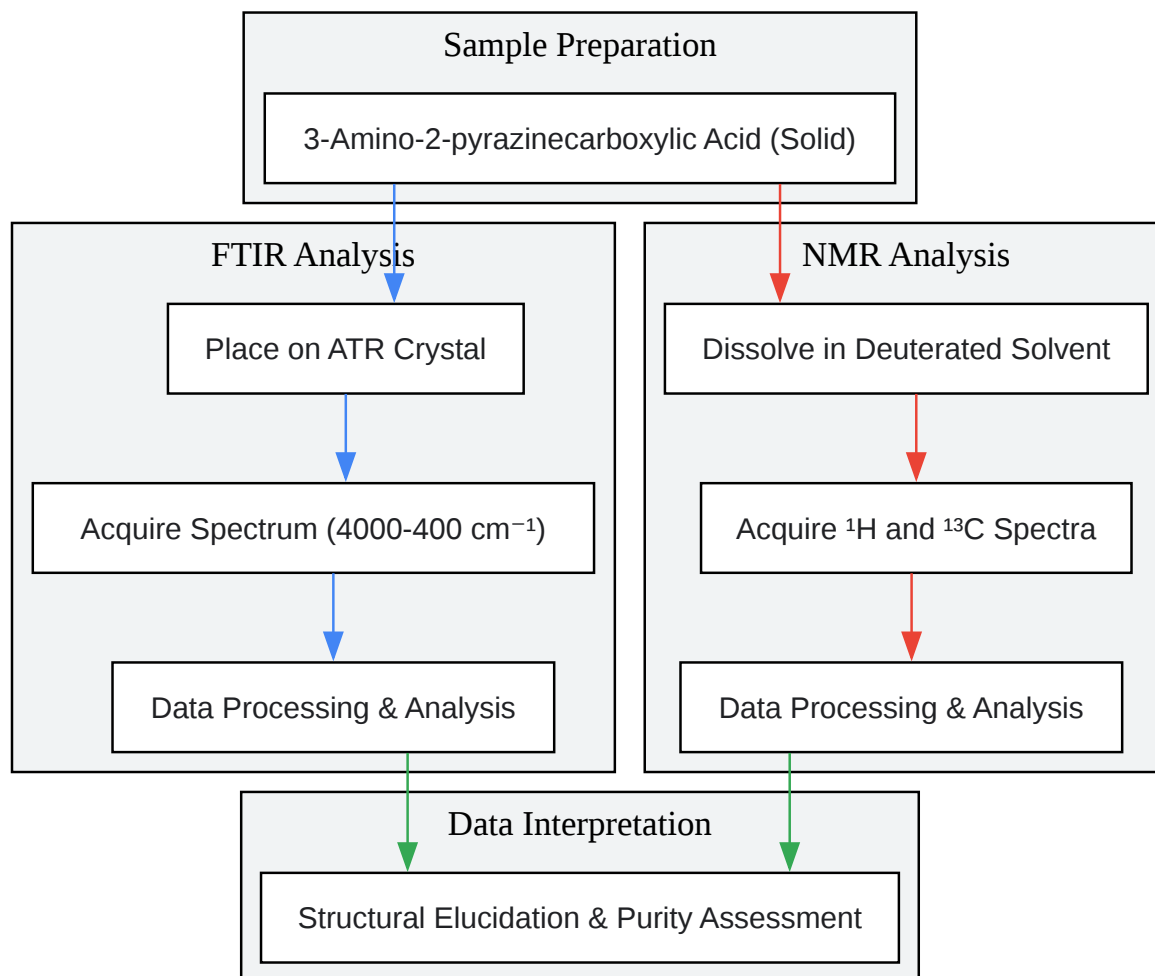 Sample Preparation
3-Amino-2-pyrazinecarboxylic Acid (Solid)
FTIR Analysis
Place on ATR Crystal
Acquire Spectrum (4000-400 cm⁻¹)
Data Processing & Analysis
NMR Analysis
Dissolve in Deuterated Solvent
Acquire ¹H and ¹³C Spectra
Data Processing & Analysis
Data Interpretation
Structural Elucidation & Purity Assessment